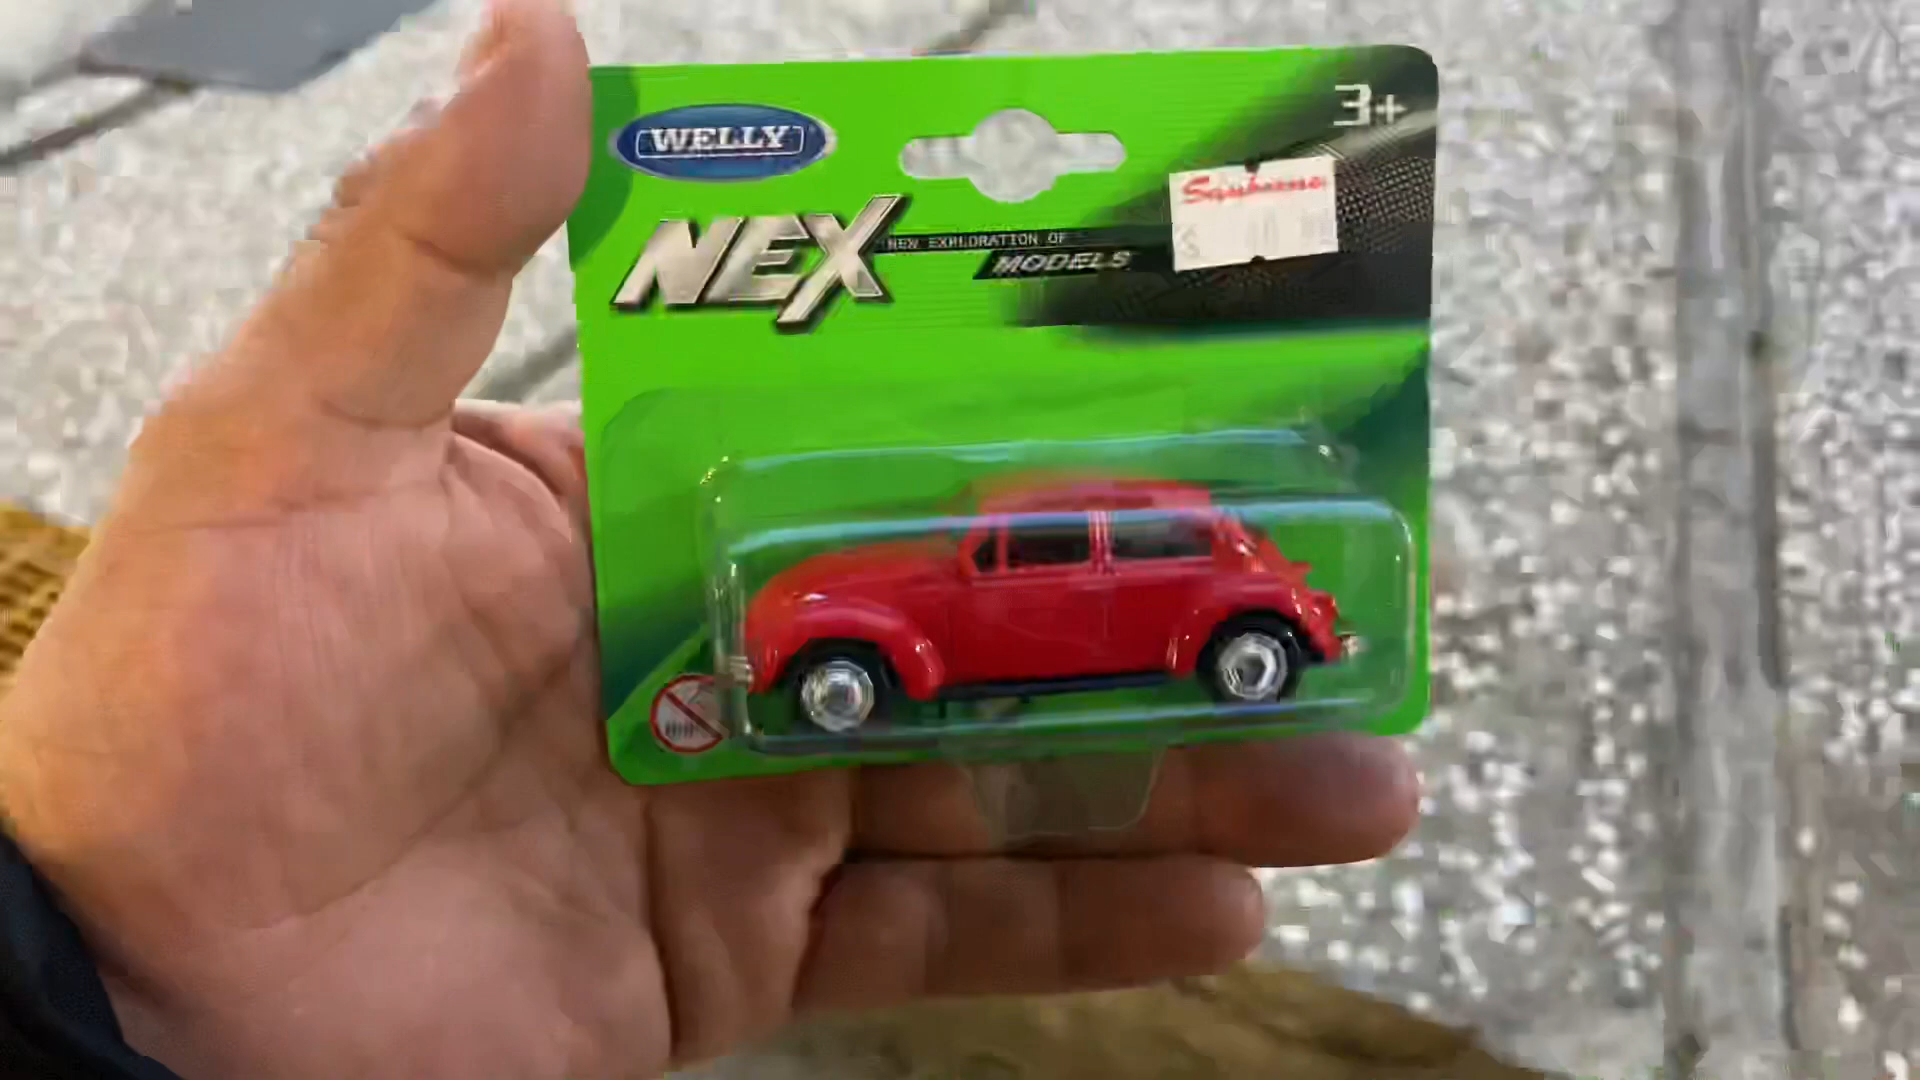 WELLY
3+
NEX
NEW EXPLORATION OF
MODELS
$